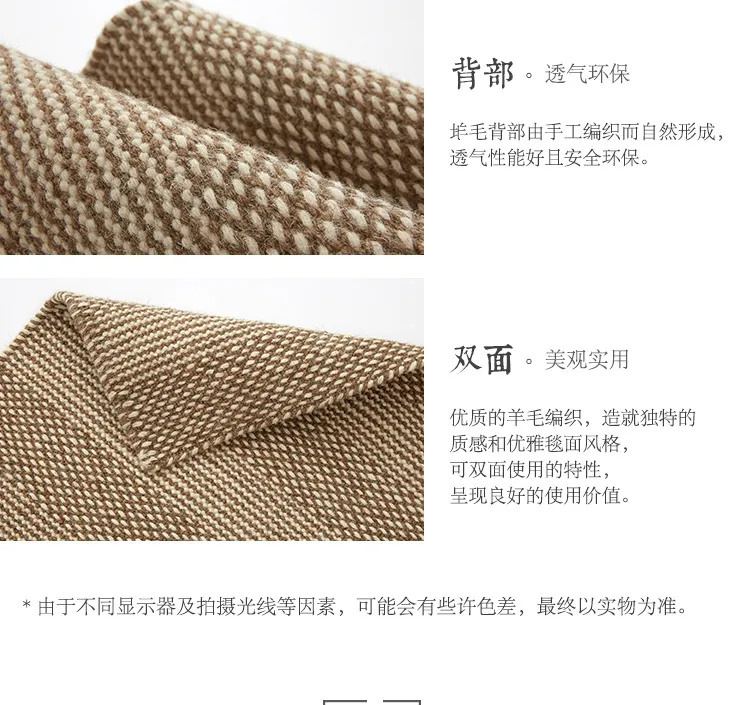 背部。透气环保
毪毛背部由手工编织而自然形成，
透气性能好且安全环保。
双面。美观实用
优质的羊毛编织，造就独特的
质感和优雅毯面风格，
可双面使用的特性，
呈现良好的使用价值。
*由于不同显示器及拍摄光线等因素，可能会有些许色差，最终以实物为准。